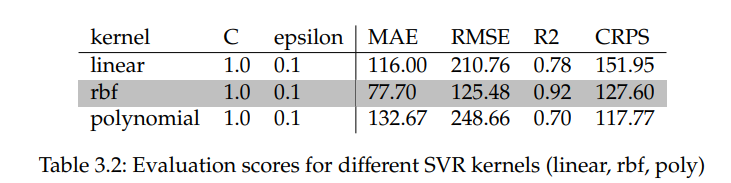 kernel C epsilon MAE RMSE R2 CRPS
linear 1.0 0.1 116.00 210.76 0.78 151.95
rbf 1.0 0.1 77.70 125.48 0.92 127.60
polynomial 1.0 0.1 132.67 248.66 0.70 117.77
Table 3.2: Evaluation scores for different SVR kernels (linear, rbf, poly)